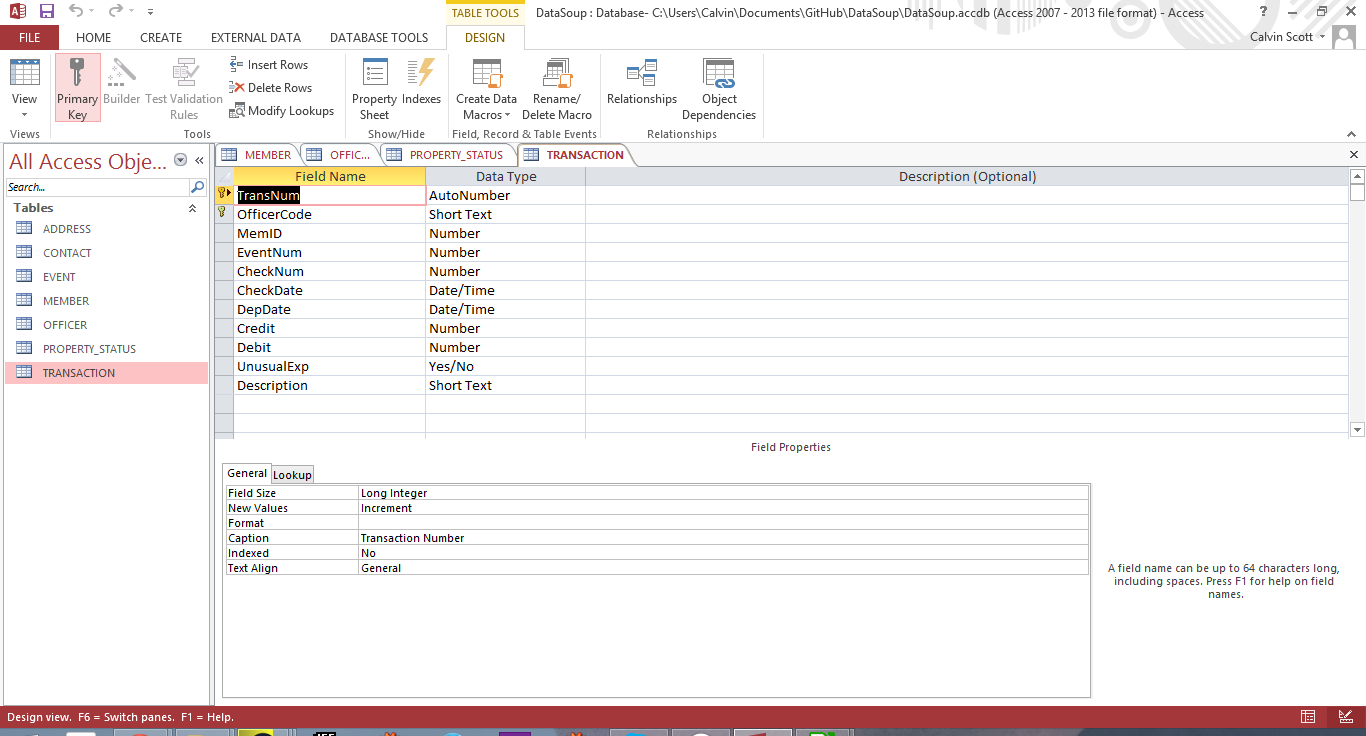 TABLE TOOLS DataSoup : Database- C:\Users\Calvin\Documents\GitHub\DataSoup\DataSoup.accdb (Access 2007 - 2013 file format) - Access
FILE HOME CREATE EXTERNAL DATA DATABASE TOOLS DESIGN Calvin Scott
View
Primary Key
Builder
Test Validation Rules
Insert Rows
Delete Rows
Modify Lookups
Property Sheet
Indexes
Create Data Macros
Rename/ Delete Macro
Relationships
Object Dependencies
Views Tools Show/Hide Field, Record & Table Events Relationships
All Access Obje...
Search...
Tables
ADDRESS
CONTACT
EVENT
MEMBER
OFFICER
PROPERTY_STATUS
TRANSACTION
MEMBER OFFIC... PROPERTY_STATUS TRANSACTION
Field Name Data Type Description (Optional)
TransNum AutoNumber
OfficerCode Short Text
MemID Number
EventNum Number
CheckNum Number
CheckDate Date/Time
DepDate Date/Time
Credit Number
Debit Number
UnusualExp Yes/No
Description Short Text
Field Properties
General Lookup
Field Size Long Integer
New Values Increment
Format
Caption Transaction Number
Indexed No
Text Align General
A field name can be up to 64 characters long,
including spaces. Press F1 for help on field
names.
Design view. F6 = Switch panes. F1 = Help.